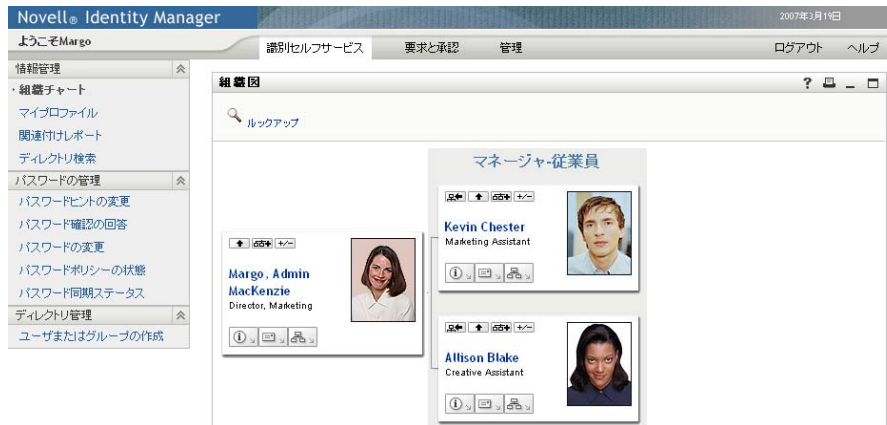 Novell® Identity Manager
2007年3月19日
ようこそMargo
識別セルフサービス 要求と承認 管理 ログアウト ヘルプ
情報管理
・組織チャート
マイプロファイル
関連付けレポート
ディレクトリ検索
パスワードの管理
パスワードヒントの変更
パスワード確認の回答
パスワードの変更
パスワードポリシーの状態
パスワード同期ステータス
ディレクトリ管理
ユーザまたはグループの作成
組織図
ルックアップ
マネージャ-従業員
Margo, Admin
MacKenzie
Director, Marketing
Kevin Chester
Marketing Assistant
Allison Blake
Creative Assistant